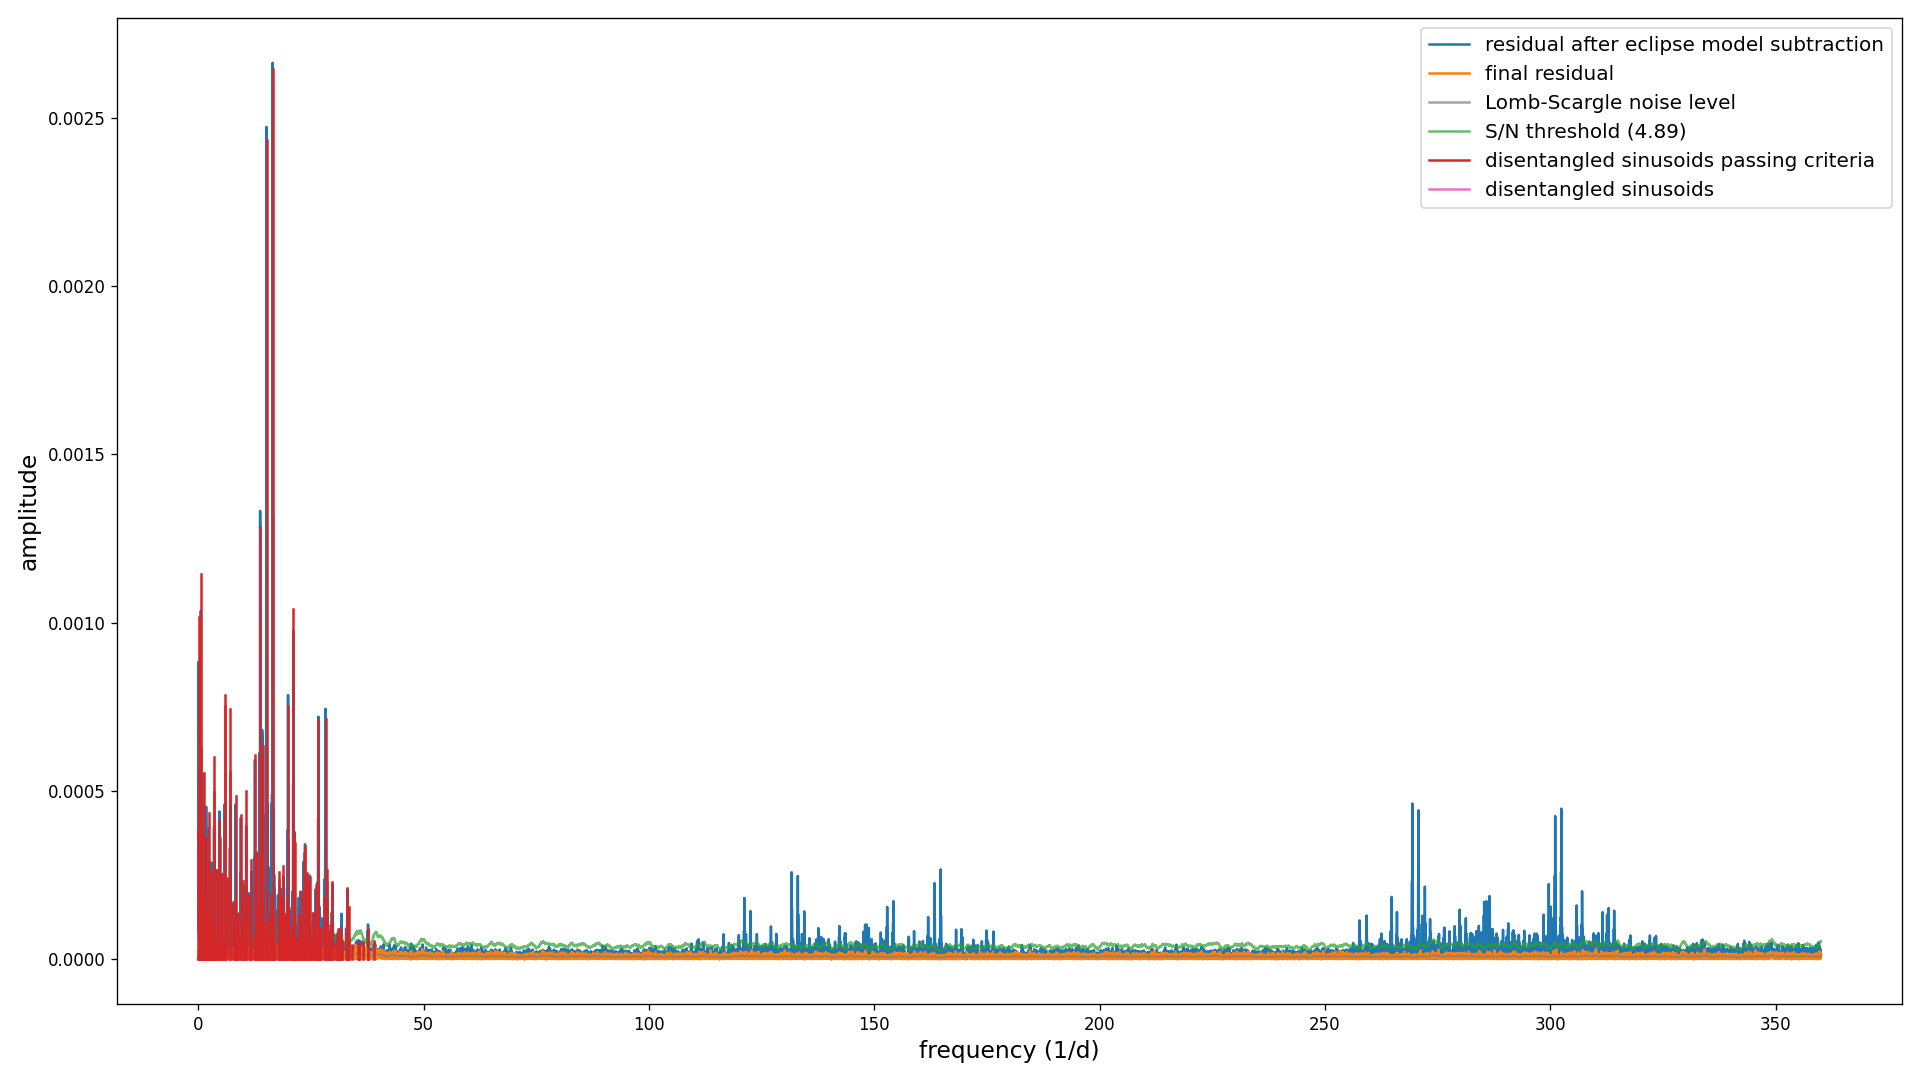 residual after eclipse model subtraction
final residual
Lomb-Scargle noise level
S/N threshold (4.89)
disentangled sinusoids passing criteria
disentangled sinusoids
amplitude
0.0025
0.0020
0.0015
0.0010
0.0005
0.0000
0 50 100 150 200 250 300 350
frequency (1/d)